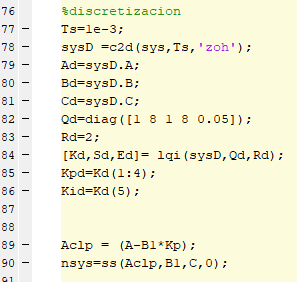 76 %discretizacion
77 - Ts=1e-3;
78 - sysD =c2d(sys,Ts,'zoh');
79 - Ad=sysD.A;
80 - Bd=sysD.B;
81 - Cd=sysD.C;
82 - Qd=diag([1 8 1 8 0.05]);
83 - Rd=2;
84 - [Kd,Sd,Ed]= lqi(sysD,Qd,Rd);
85 - Kpd=Kd(1:4);
86 - Kid=Kd(5);
87
88
89 - Aclp = (A-B1*Kp);
90 - nsys=ss(Aclp,B1,C,0);
91